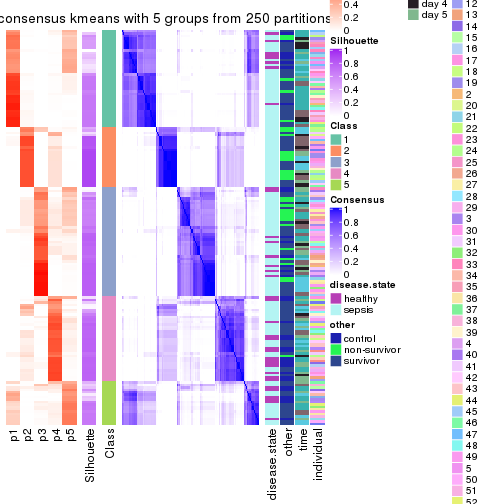 consensus kmeans with 5 groups from 250 partitions
0.4
0.2
0
Silhouette
1
0.8
0.6
0.4
0.2
0
Class
1
2
3
4
5
Consensus
1
0.8
0.6
0.4
0.2
0
disease.state
healthy
sepsis
other
control
non-survivor
survivor
day 4
day 5
12
13
14
15
16
17
18
19
2
20
21
22
23
24
25
26
27
28
29
3
30
31
32
33
34
35
36
37
38
39
4
40
41
42
43
44
45
46
47
48
49
5
50
51
52
p1
p2
p3
p4
p5
Silhouette
Class
disease.state
other
time
individual